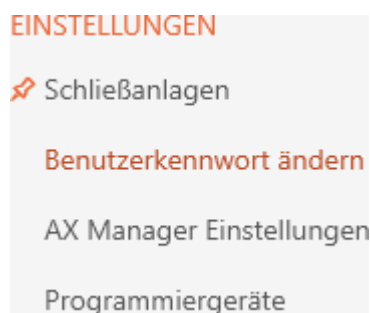 EINSTELLUNGEN
Schließanlagen
Benutzerkennwort ändern
AX Manager Einstellungen
Programmiergeräte